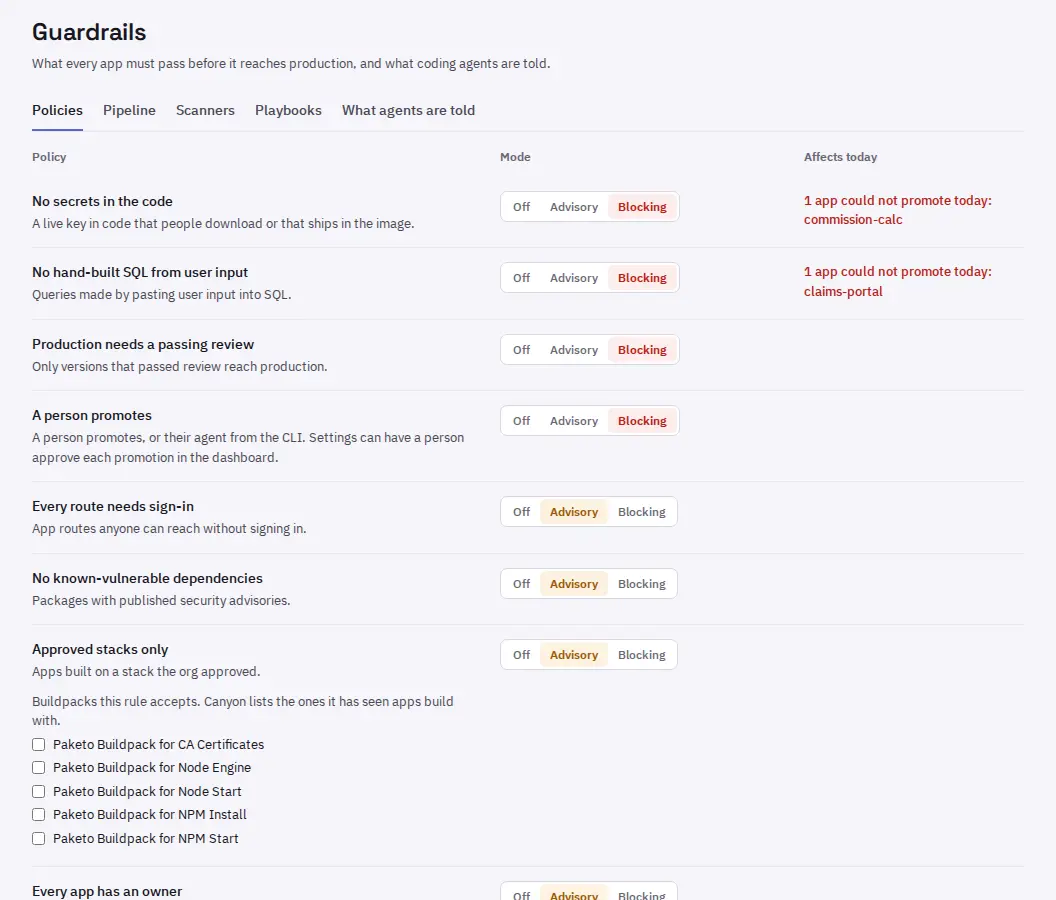 Guardrails
What every app must pass before it reaches production, and what coding agents are told.
Policies Pipeline Scanners Playbooks What agents are told
Policy Mode Affects today
No secrets in the code
A live key in code that people download or that ships in the image.
Off Advisory Blocking
1 app could not promote today:
commission-calc
No hand-built SQL from user input
Queries made by pasting user input into SQL.
Off Advisory Blocking
1 app could not promote today:
claims-portal
Production needs a passing review
Only versions that passed review reach production.
Off Advisory Blocking
A person promotes
A person promotes, or their agent from the CLI. Settings can have a person
approve each promotion in the dashboard.
Off Advisory Blocking
Every route needs sign-in
App routes anyone can reach without signing in.
Off Advisory Blocking
No known-vulnerable dependencies
Packages with published security advisories.
Off Advisory Blocking
Approved stacks only
Apps built on a stack the org approved.
Off Advisory Blocking
Buildpacks this rule accepts. Canyon lists the ones it has seen apps build
with.
Paketo Buildpack for CA Certificates
Paketo Buildpack for Node Engine
Paketo Buildpack for Node Start
Paketo Buildpack for NPM Install
Paketo Buildpack for NPM Start
Every app has an owner
Off Advisory Blocking